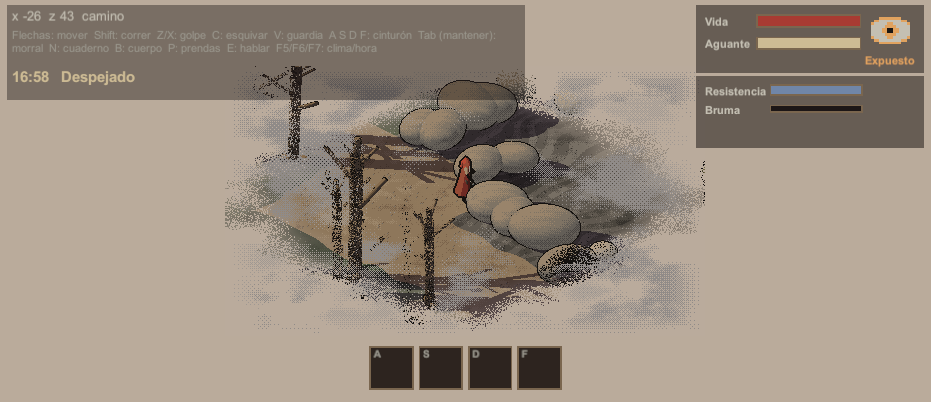 x -26 z 43 camino
Flechas: mover Shift: correr Z/X: golpe C: esquivar V: guardia A S D F: cinturón Tab (mantener):
morral N: cuaderno B: cuerpo P: prendas E: hablar F5/F6/F7: clima/hora
16:58 Despejado
Vida
Aguante
Expuesto
Resistencia
Bruma
A S D F